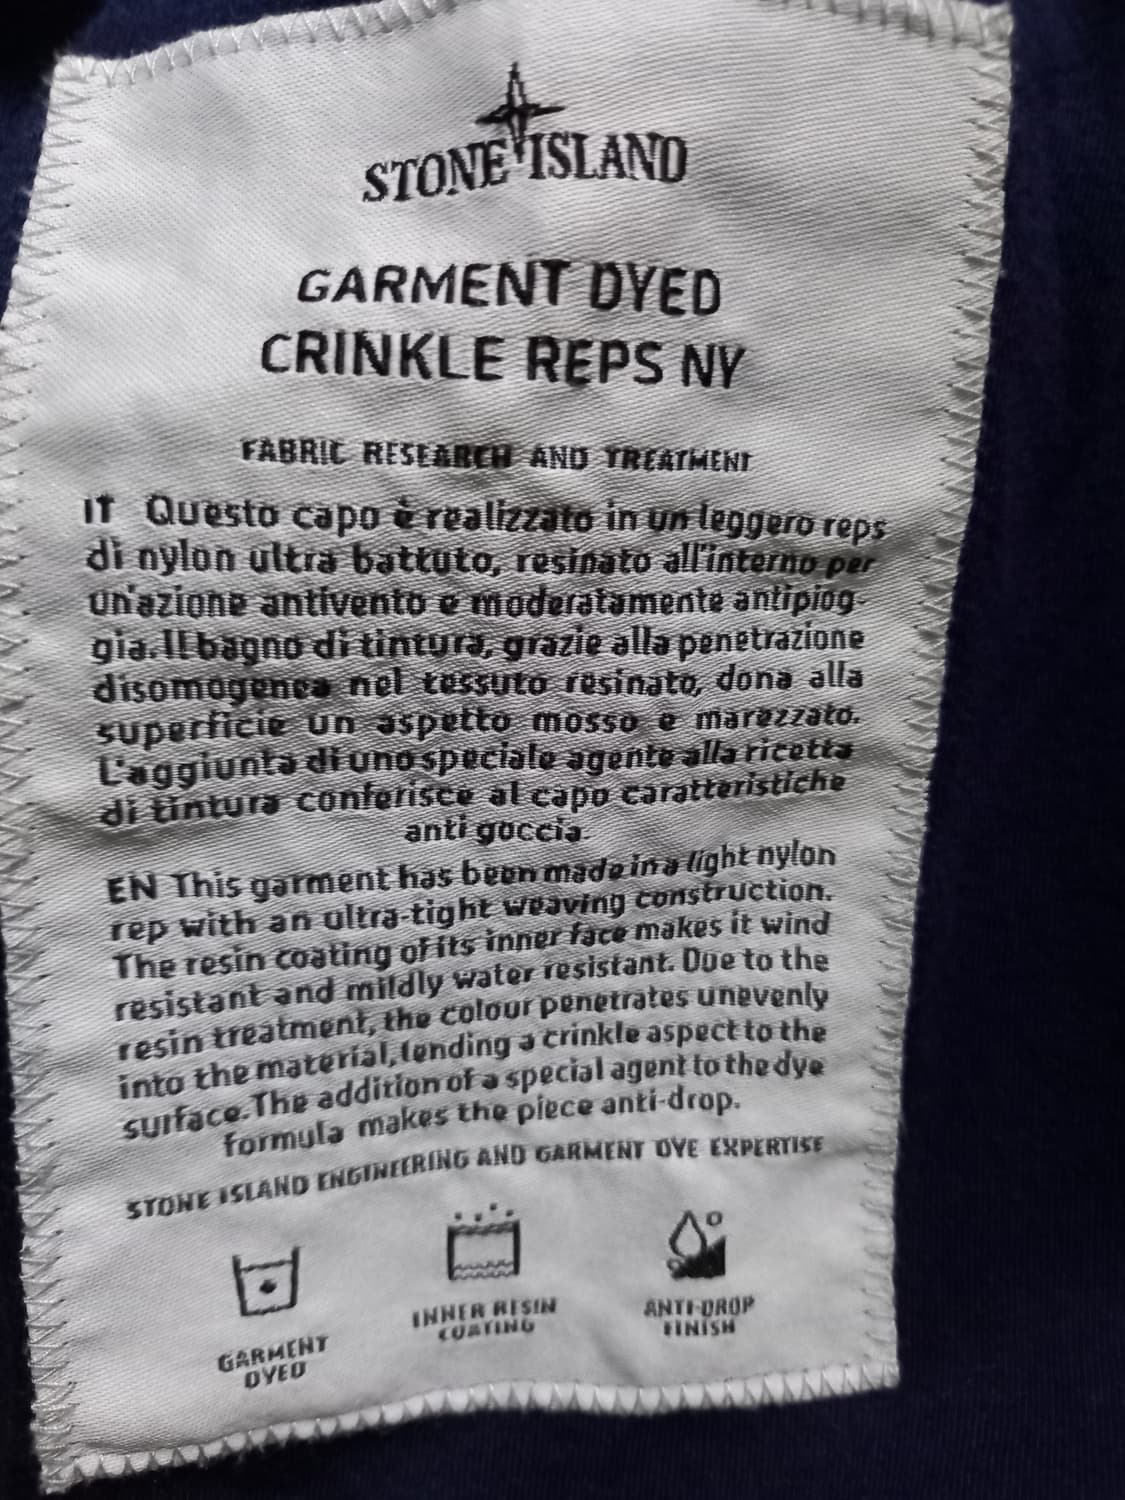 STONE ISLAND
GARMENT DYED
CRINKLE REPS NY
FABRIC RESEARCH AND TREATMENT
IT Questo capo è realizzato in un leggero reps
di nylon ultra battuto, resinato all'interno per
un'azione antivento e moderatamente antipiog-
gia. Il bagno di tintura, grazie alla penetrazione
disomogenea nel tessuto resinato, dona alla
superficie un aspetto mosso e marezzato.
L'aggiunta di uno speciale agente alla ricetta
di tintura conferisce al capo caratteristiche
anti goccia.
EN This garment has been made in a light nylon
rep with an ultra-tight weaving construction.
The resin coating of its inner face makes it wind
resistant and mildly water resistant. Due to the
resin treatment, the colour penetrates unevenly
into the material, lending a crinkle aspect to the
surface. The addition of a special agent to the dye
formula makes the piece anti-drop.
STONE ISLAND ENGINEERING AND GARMENT DYE EXPERTISE
GARMENT
DYED
INNER RESIN
COATING
ANTI-DROP
FINISH